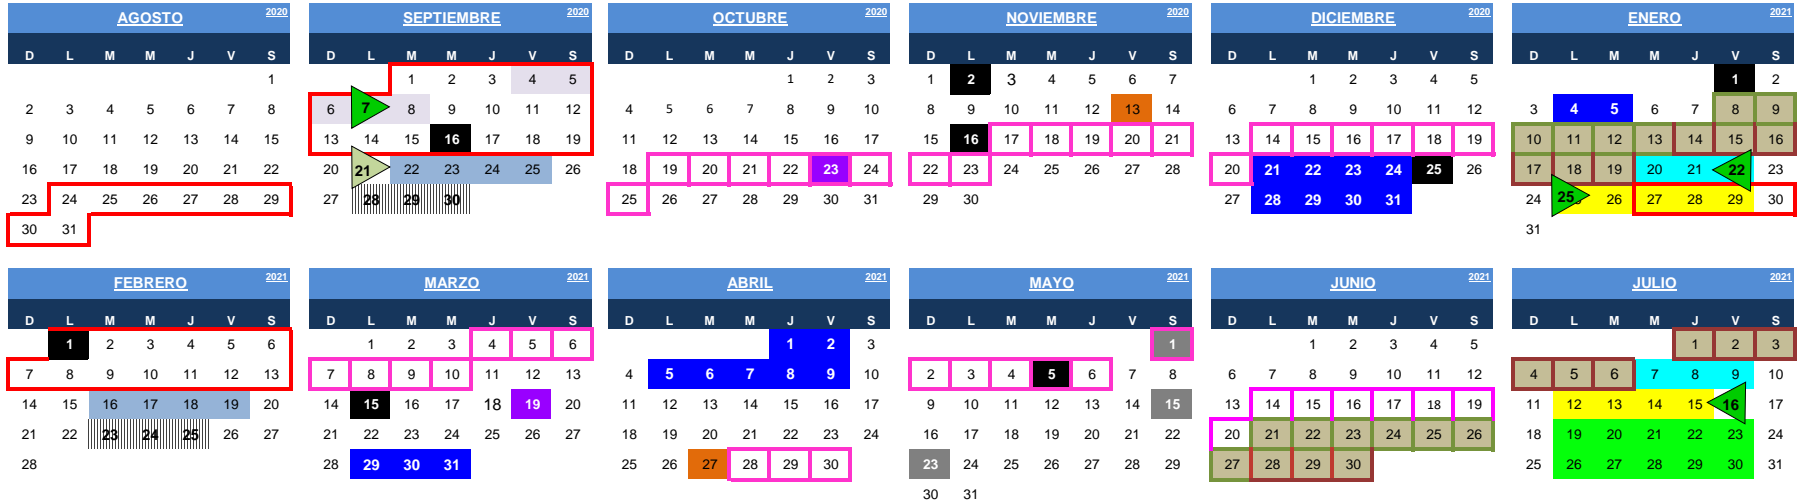 AGOSTO 2020 SEPTIEMBRE 2020 OCTUBRE 2020 NOVIEMBRE 2020 DICIEMBRE 2020 ENERO 2021
D L M M J V S D L M M J V S D L M M J V S D L M M J V S D L M M J V S D L M M J V S
1 1 2 3 4 5 1 2 3 1 2 3 4 5 6 7 1 2 3 4 5 1 2
2 3 4 5 6 7 8 6 7 8 9 10 11 12 4 5 6 7 8 9 10 8 9 10 11 12 13 14 6 7 8 9 10 11 12 3 4 5 6 7 8 9
9 10 11 12 13 14 15 13 14 15 16 17 18 19 11 12 13 14 15 16 17 15 16 17 18 19 20 21 13 14 15 16 17 18 19 10 11 12 13 14 15 16
16 17 18 19 20 21 22 20 21 22 23 24 25 26 18 19 20 21 22 23 24 22 23 24 25 26 27 28 20 21 22 23 24 25 26 17 18 19 20 21 22 23
23 24 25 26 27 28 29 27 28 29 30 25 26 27 28 29 30 31 29 30 27 28 29 30 31 24 25 26 27 28 29 30
30 31 31
FEBRERO 2021 MARZO 2021 ABRIL 2021 MAYO 2021 JUNIO 2021 JULIO 2021
D L M M J V S D L M M J V S D L M M J V S D L M M J V S D L M M J V S D L M M J V S
1 2 3 4 5 6 1 2 3 4 5 6 1 2 3 1 1 2 3 4 5 1 2 3
7 8 9 10 11 12 13 7 8 9 10 11 12 13 4 5 6 7 8 9 10 2 3 4 5 6 7 8 6 7 8 9 10 11 12 4 5 6 7 8 9 10
14 15 16 17 18 19 20 14 15 16 17 18 19 20 11 12 13 14 15 16 17 9 10 11 12 13 14 15 13 14 15 16 17 18 19 11 12 13 14 15 16 17
21 22 23 24 25 26 27 21 22 23 24 25 26 27 18 19 20 21 22 23 24 16 17 18 19 20 21 22 20 21 22 23 24 25 26 18 19 20 21 22 23 24
28 28 29 30 31 25 26 27 28 29 30 23 24 25 26 27 28 29 27 28 29 30 25 26 27 28 29 30 31
30 31